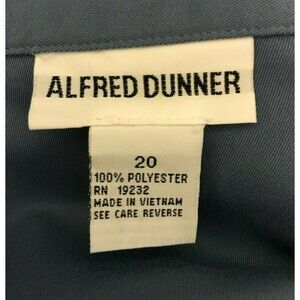 ALFRED DUNNER
20
100% POLYESTER
RN 19232
MADE IN VIETNAM
SEE CARE REVERSE